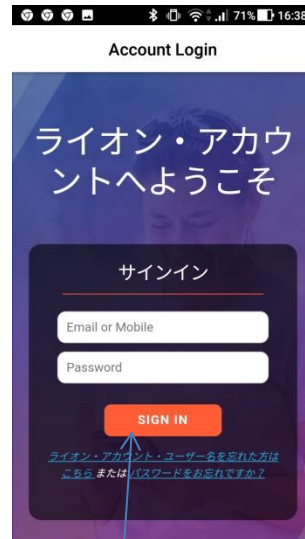 71% 16:38
Account Login
ライオン・アカウ
ントへようこそ
サインイン
Email or Mobile
Password
SIGN IN
ライオン・アカウント・ユーザー名を忘れた方は
こちら または パスワードをお忘れですか？